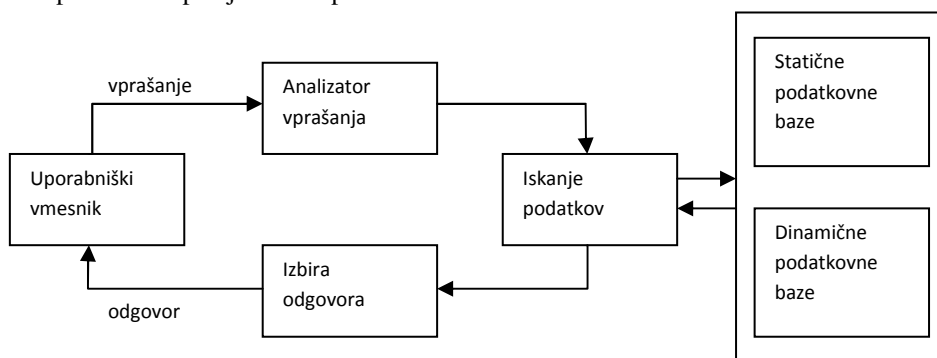 vprašanje
Analizator
vprašanja
Statične
podatkovne
baze
Uporabniški
vmesnik
Iskanje
podatkov
Dinamične
podatkovne
baze
Izbira
odgovora
odgovor